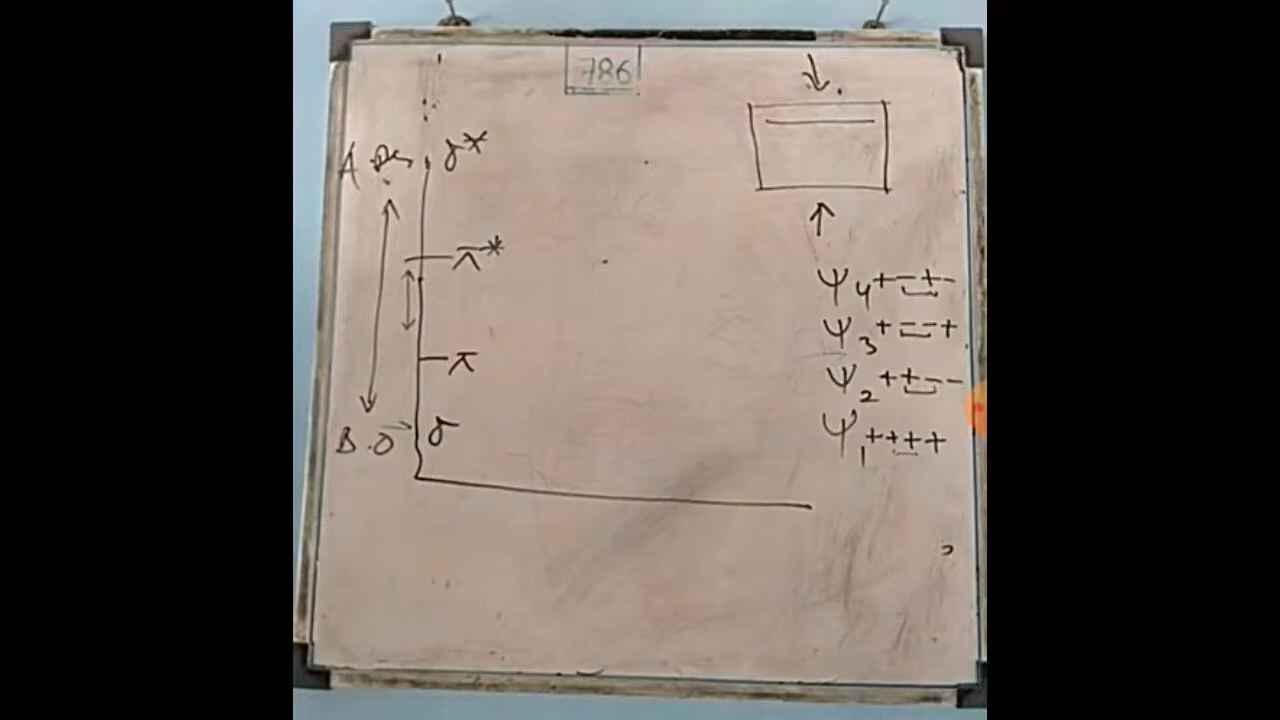 786
σ*
π*
π
B.O σ
ψ4 + - + -
ψ3 + - - +
ψ2 + + - -
ψ1 + + + +